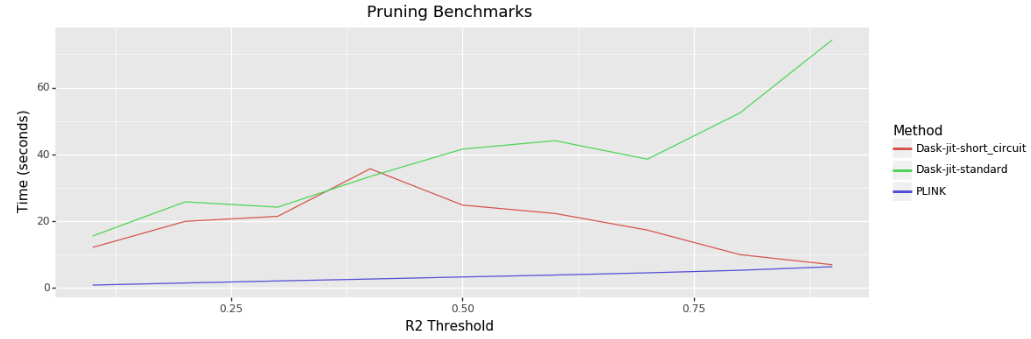 Pruning Benchmarks
Time (seconds)
60
40
20
0
0.25
0.50
0.75
R2 Threshold
Method
Dask-jit-short_circuit
Dask-jit-standard
PLINK